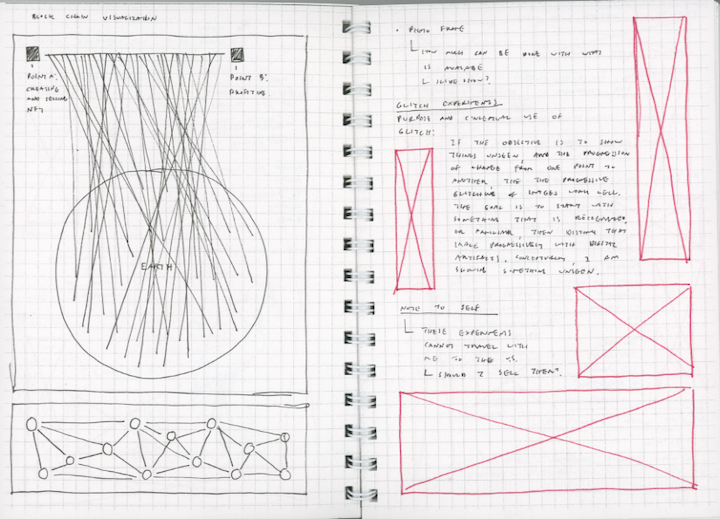 BLOCK CHAIN VISUALIZATION
POINT A:
CREATING
AND SELLING
NFT
POINT B:
PROFITING.
EARTH
• PHOTO FRAME
HOW MUCH CAN BE DONE WITH WHAT
IS AVAILABLE
SLIDE SHOW?
GLITCH EXPERIMENTS
PURPOSE AND CONCEPTUAL USE OF
GLITCH:
IF THE OBJECTIVE IS TO SHOW
THINGS UNSEEN, AND THE PROGRESSION
OF CHANGE FROM ONE POINT TO
ANOTHER, THE THE PROGRESSIVE
GLITCHING OF IMAGES WORKS WELL.
THE GOAL IS TO START WITH
SOMETHING THAT IS RECOGNIZED,
OR FAMILIAR, THEN DISTORT THAT
IMAGE PROGRESSIVELY WITH DIGITAL
ARTIFACTS. CONCEPTUALLY, I AM
SHOWING SOMETHING UNSEEN.
NOTE TO SELF
THESE EXPERIMENTS
CANNOT TRAVEL WITH
ME TO THE
SHOULD I SELL THEM?